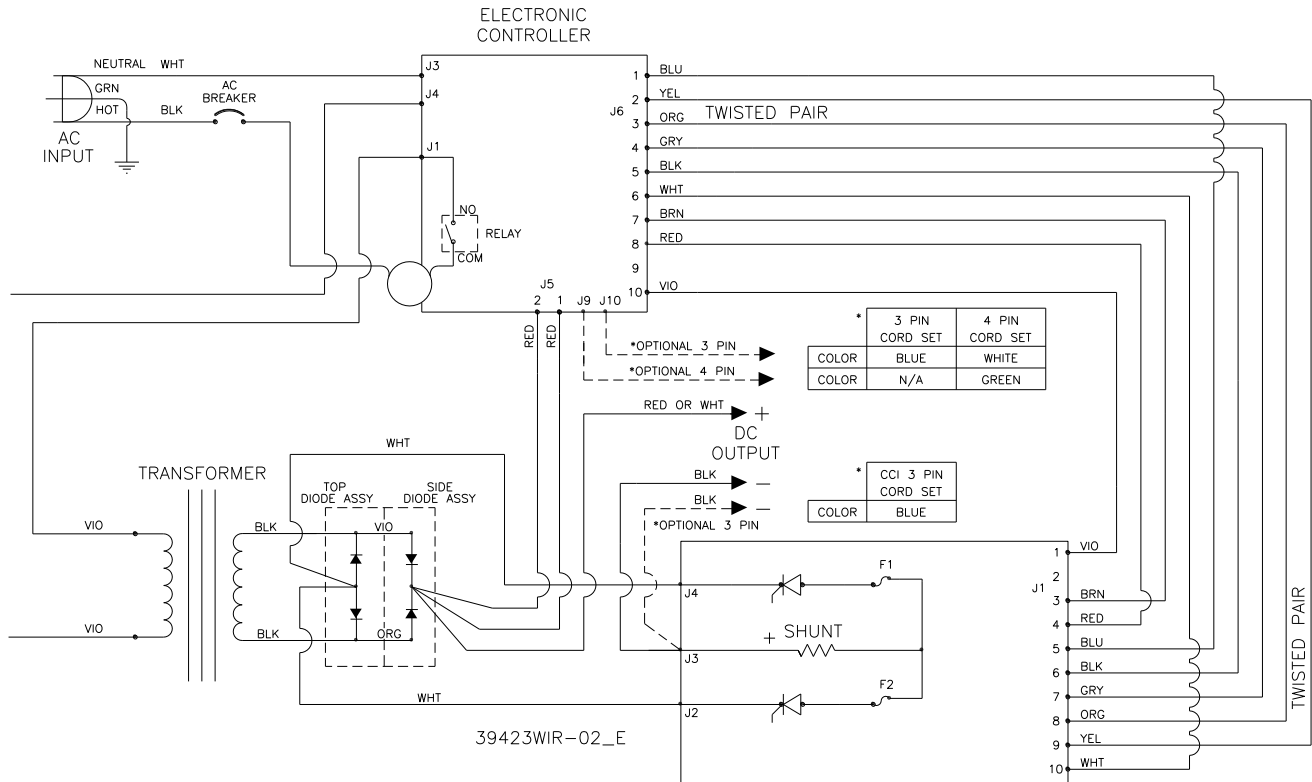 ELECTRONIC
CONTROLLER
NEUTRAL WHT
GRN
HOT
BLK
AC
BREAKER
AC
INPUT
J3
J4
J1
NO
RELAY
COM
J5
2 1 J9 J10
RED
RED
J6
1 BLU
2 YEL
TWISTED PAIR
3 ORG
4 GRY
5 BLK
6 WHT
7 BRN
8 RED
9
10 VIO
*OPTIONAL 3 PIN
*OPTIONAL 4 PIN
* 3 PIN CORD SET 4 PIN CORD SET
COLOR BLUE WHITE
COLOR N/A GREEN
RED OR WHT +
DC
OUTPUT
BLK −
BLK −
*OPTIONAL 3 PIN
* CCI 3 PIN
CORD SET
COLOR BLUE
WHT
TRANSFORMER
TOP
DIODE ASSY
SIDE
DIODE ASSY
VIO
BLK
VIO
VIO
BLK
ORG
WHT
J4
F1
+ SHUNT
J3
F2
J2
J1
1 VIO
2
3 BRN
4 RED
5 BLU
6 BLK
7 GRY
8 ORG
9 YEL
10 WHT
TWISTED PAIR
39423WIR-02_E